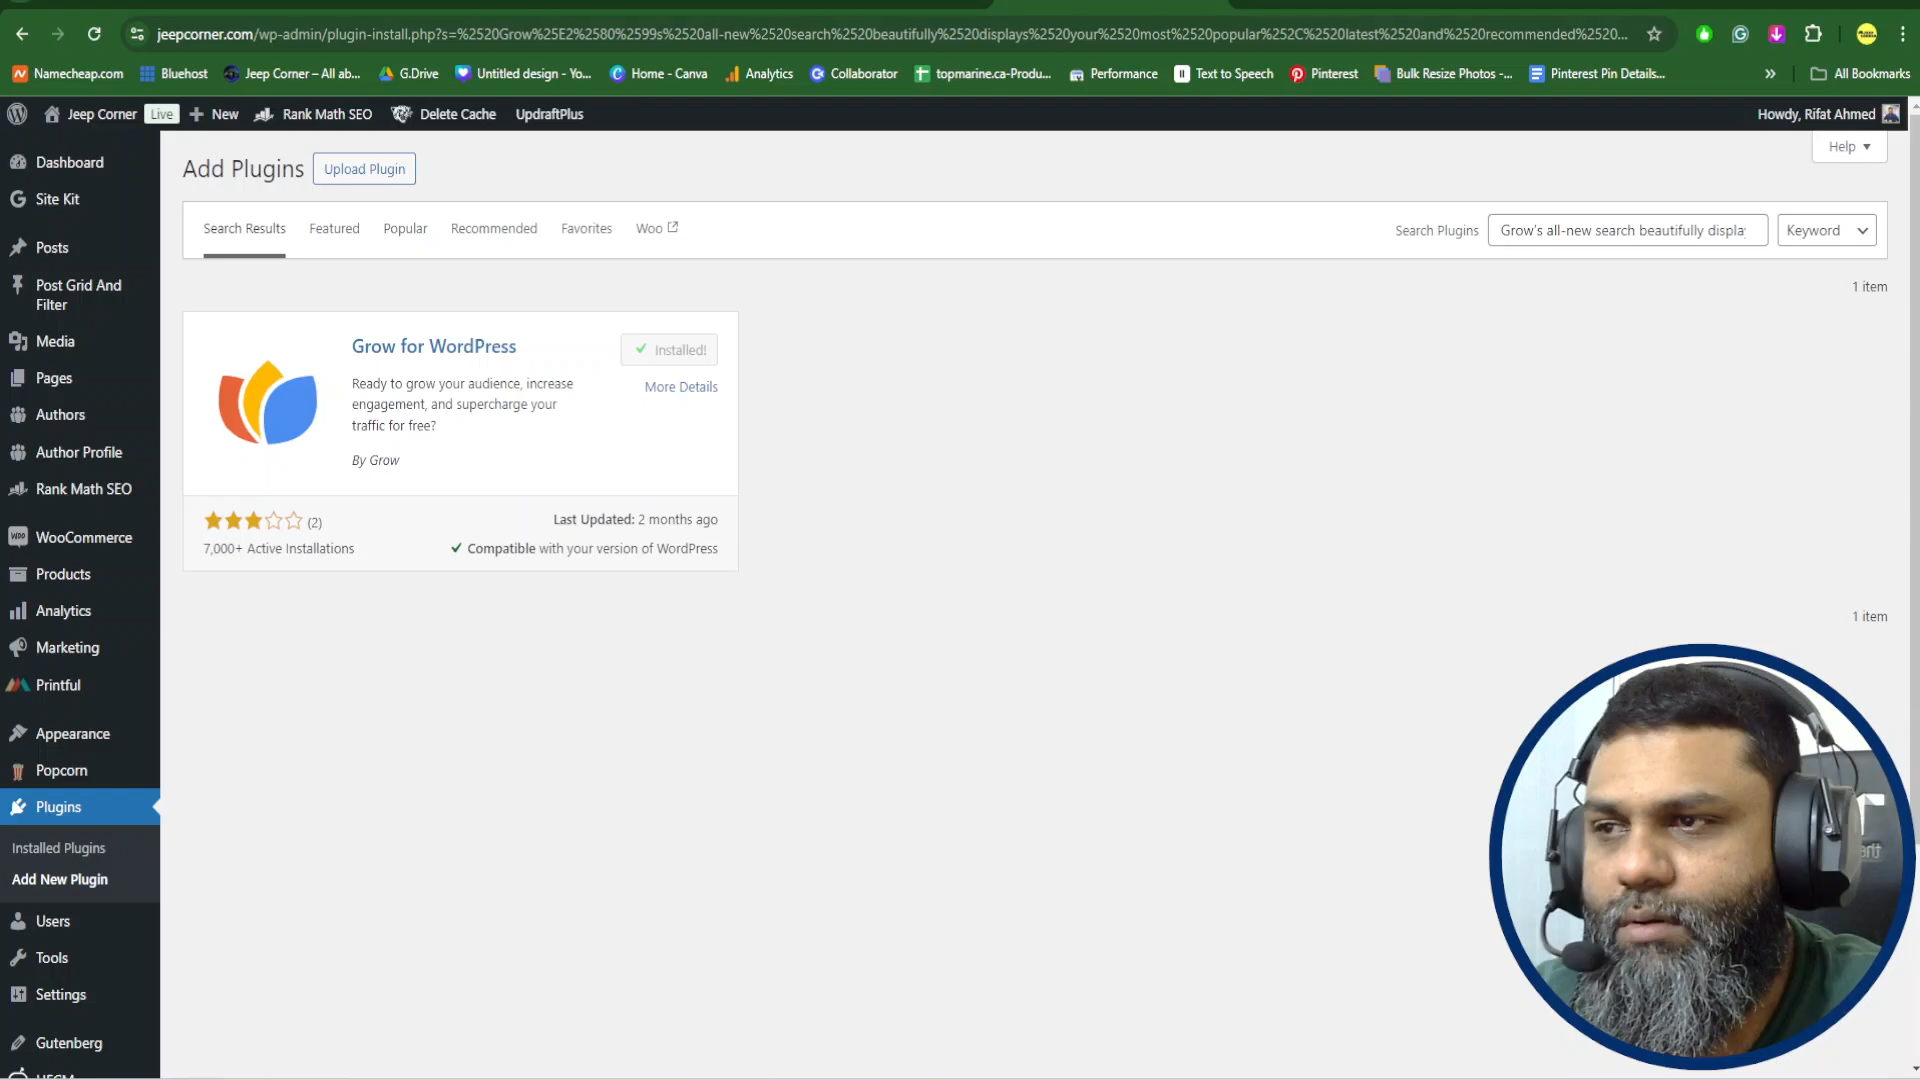 jeepcorner.com/wp-admin/plugin-install.php?s=%2520Grow%25E2%2580%2599s%2520all-new%2520search%2520beautifully%2520displays%2520your%2520most%2520popular%252C%2520latest%2520and%2520recommended%2520...
Namecheap.com Bluehost Jeep Corner – All ab... G.Drive Untitled design - Yo... Home - Canva Analytics Collaborator topmarine.ca-Produ... Performance Text to Speech Pinterest Bulk Resize Photos -... Pinterest Pin Details... » All Bookmarks
Jeep Corner Live New Rank Math SEO Delete Cache UpdraftPlus Howdy, Rifat Ahmed
Help
Add Plugins Upload Plugin
Search Results Featured Popular Recommended Favorites Woo Search Plugins Grow's all-new search beautifully display Keyword
1 item
Grow for WordPress
Installed!
More Details
Ready to grow your audience, increase
engagement, and supercharge your
traffic for free?
By Grow
(2)
Last Updated: 2 months ago
7,000+ Active Installations
Compatible with your version of WordPress
1 item
Dashboard
Site Kit
Posts
Post Grid And
Filter
Media
Pages
Authors
Author Profile
Rank Math SEO
WooCommerce
Products
Analytics
Marketing
Printful
Appearance
Popcorn
Plugins
Installed Plugins
Add New Plugin
Users
Tools
Settings
Gutenberg